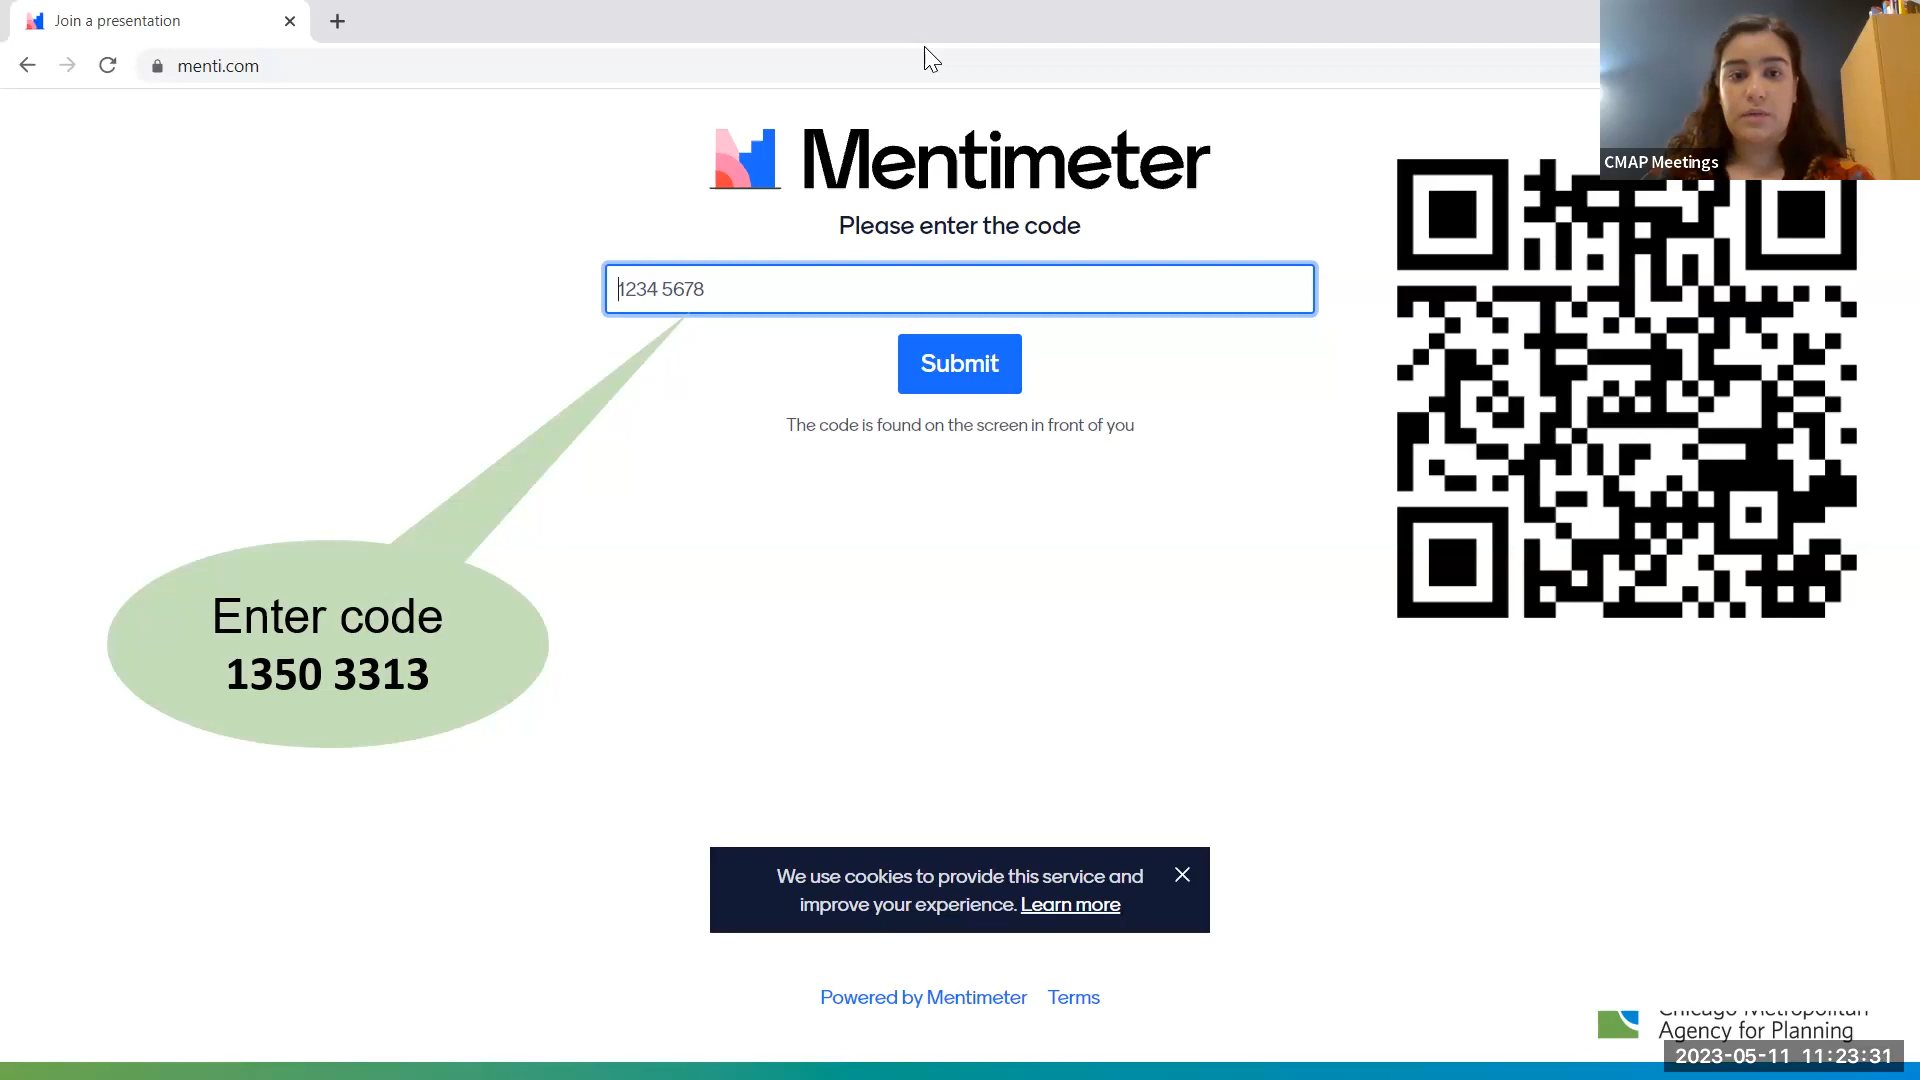 Join a presentation
menti.com
CMAP Meetings
Mentimeter
Please enter the code
1234 5678
Submit
The code is found on the screen in front of you
Enter code
1350 3313
We use cookies to provide this service and
improve your experience. Learn more
Powered by Mentimeter Terms
Chicago Metropolitan
Agency for Planning
2023-05-11 11:23:31